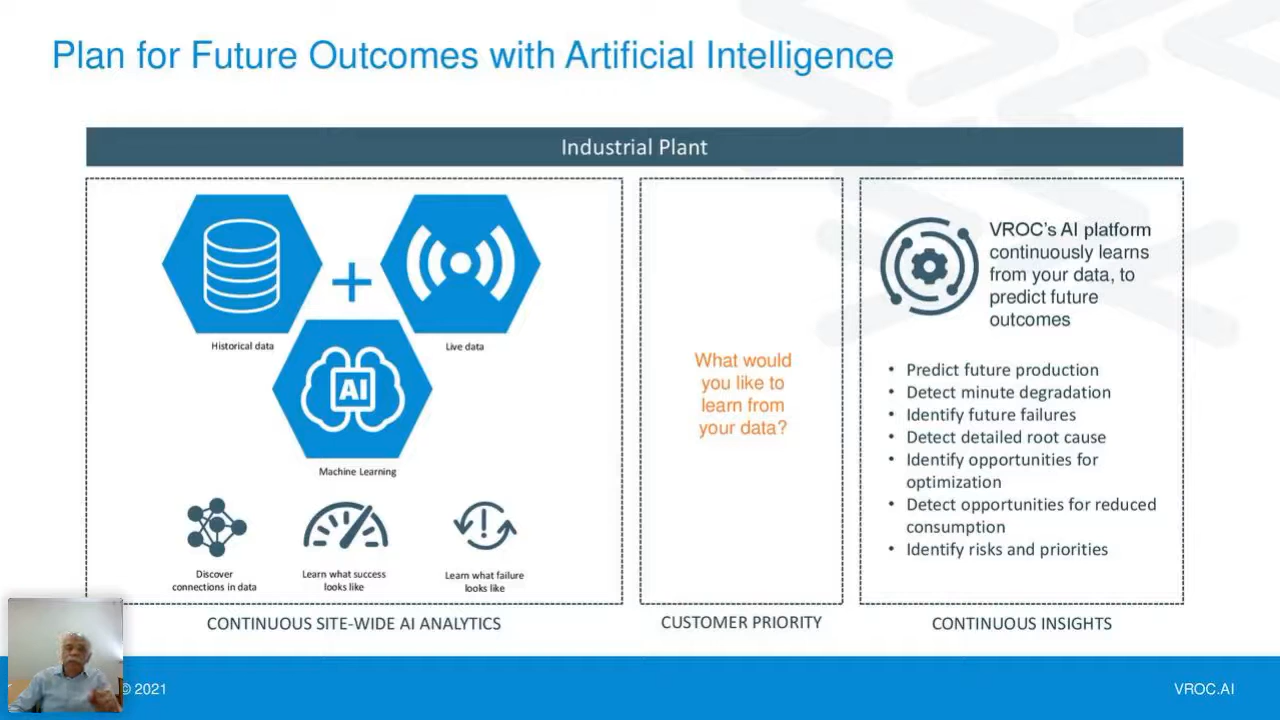 Plan for Future Outcomes with Artificial Intelligence
Industrial Plant
Historical data
Live data
AI
Machine Learning
Discover
connections in data
Learn what success
looks like
Learn what failure
looks like
CONTINUOUS SITE-WIDE AI ANALYTICS
What would
you like to
learn from
your data?
CUSTOMER PRIORITY
VROC’s AI platform
continuously learns
from your data, to
predict future
outcomes
• Predict future production
• Detect minute degradation
• Identify future failures
• Detect detailed root cause
• Identify opportunities for
optimization
• Detect opportunities for reduced
consumption
• Identify risks and priorities
CONTINUOUS INSIGHTS
© 2021
VROC.AI